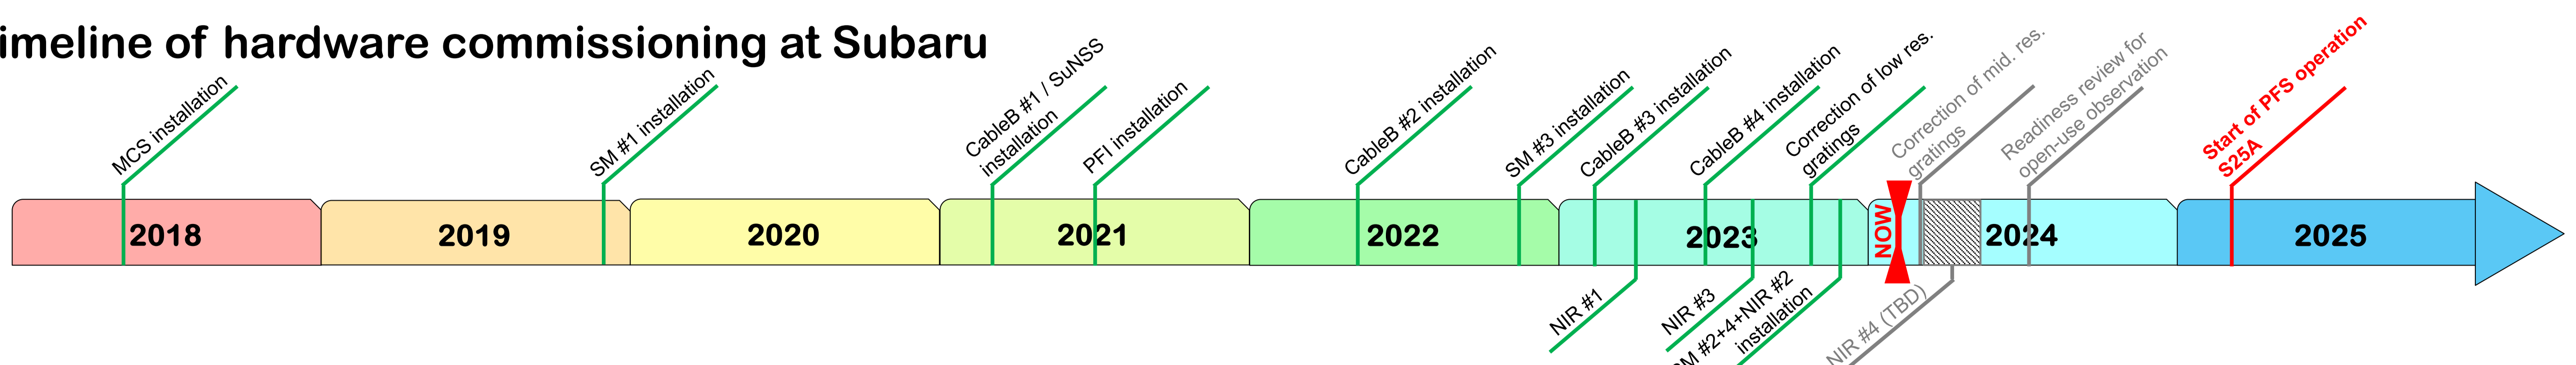 imeline of hardware commissioning at Subaru
MCS installation
SM #1 installation
CableB #1 / SuNSS
installation
PFI installation
CableB #2 installation
SM #3 installation
CableB #3 installation
CableB #4 installation
Correction of low res.
gratings
Correction of mid. res.
gratings
Readiness review for
open-use observation
Start of PFS operation
S25A
2018
2019
2020
2021
2022
2023
NOW
2024
2025
NIR #1
NIR #3
SM #2+4+NIR #2
installation
NIR #4 (TBD)